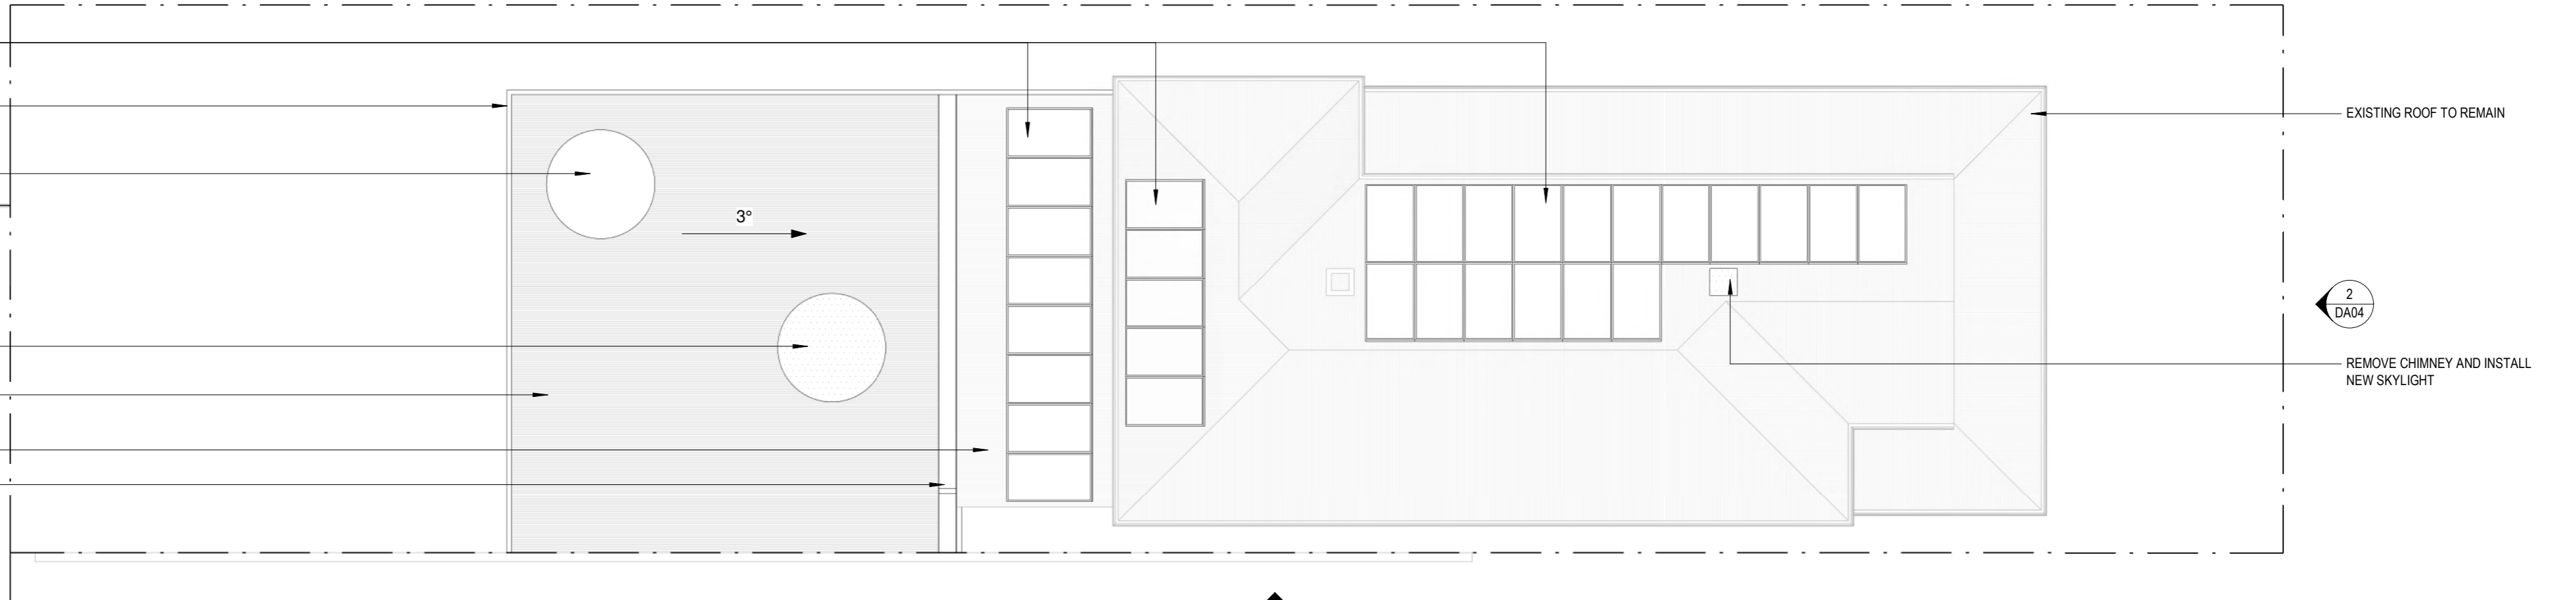 EXISTING ROOF TO REMAIN
3°
2
DA04
REMOVE CHIMNEY AND INSTALL
NEW SKYLIGHT